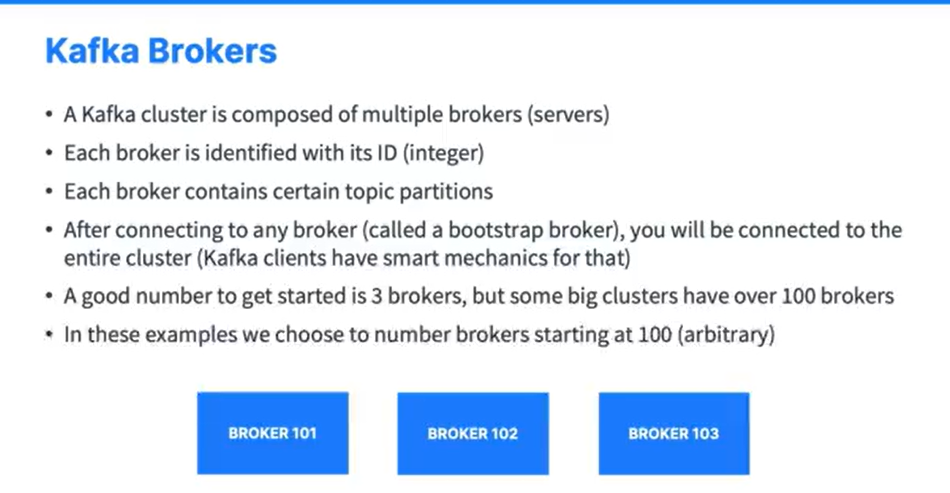 Kafka Brokers
• A Kafka cluster is composed of multiple brokers (servers)
• Each broker is identified with its ID (integer)
• Each broker contains certain topic partitions
• After connecting to any broker (called a bootstrap broker), you will be connected to the
entire cluster (Kafka clients have smart mechanics for that)
• A good number to get started is 3 brokers, but some big clusters have over 100 brokers
• In these examples we choose to number brokers starting at 100 (arbitrary)
BROKER 101
BROKER 102
BROKER 103